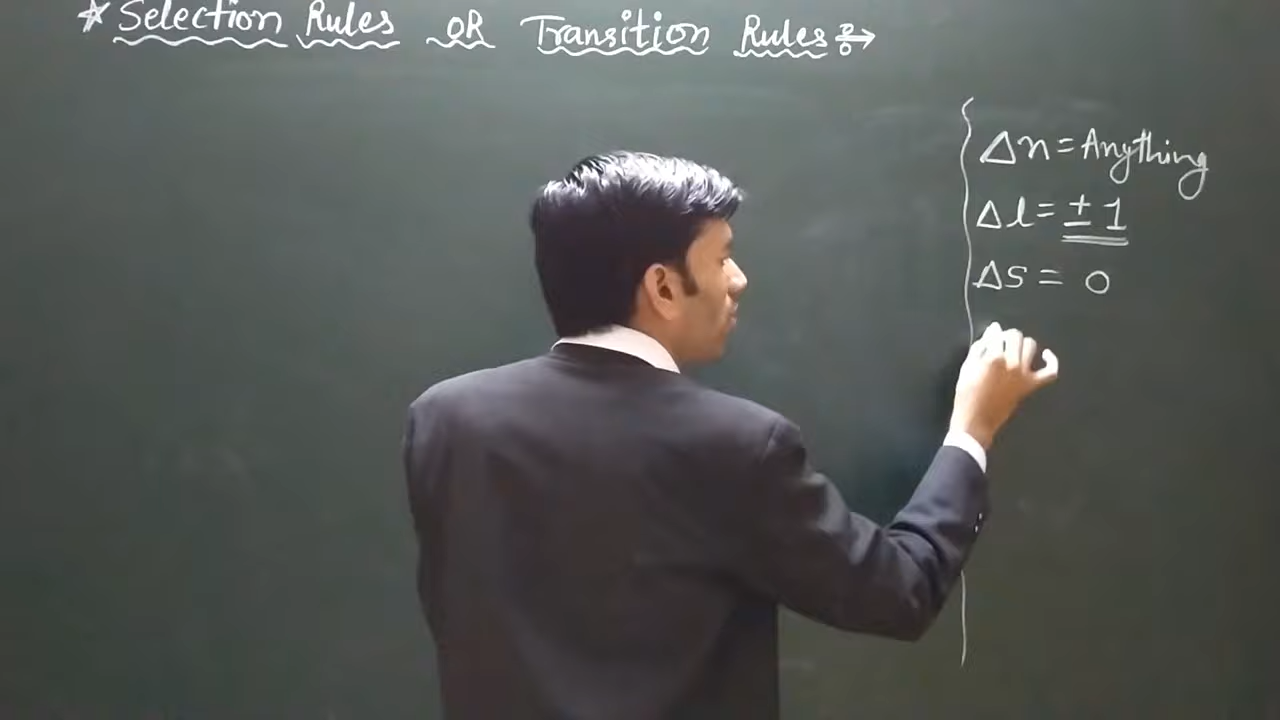 * Selection Rules OR Transition Rules :→
Δn = Anything
Δl = ± 1
ΔS = 0